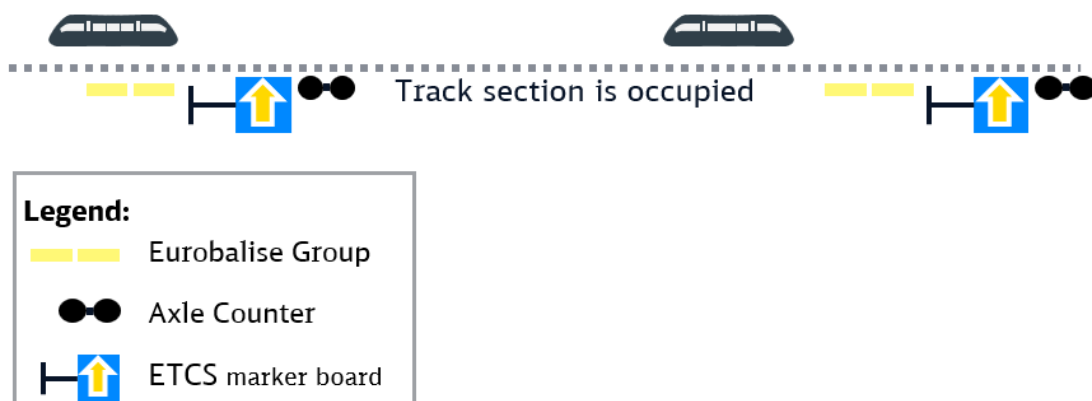 Track section is occupied
Legend:
Eurobalise Group
Axle Counter
ETCS marker board